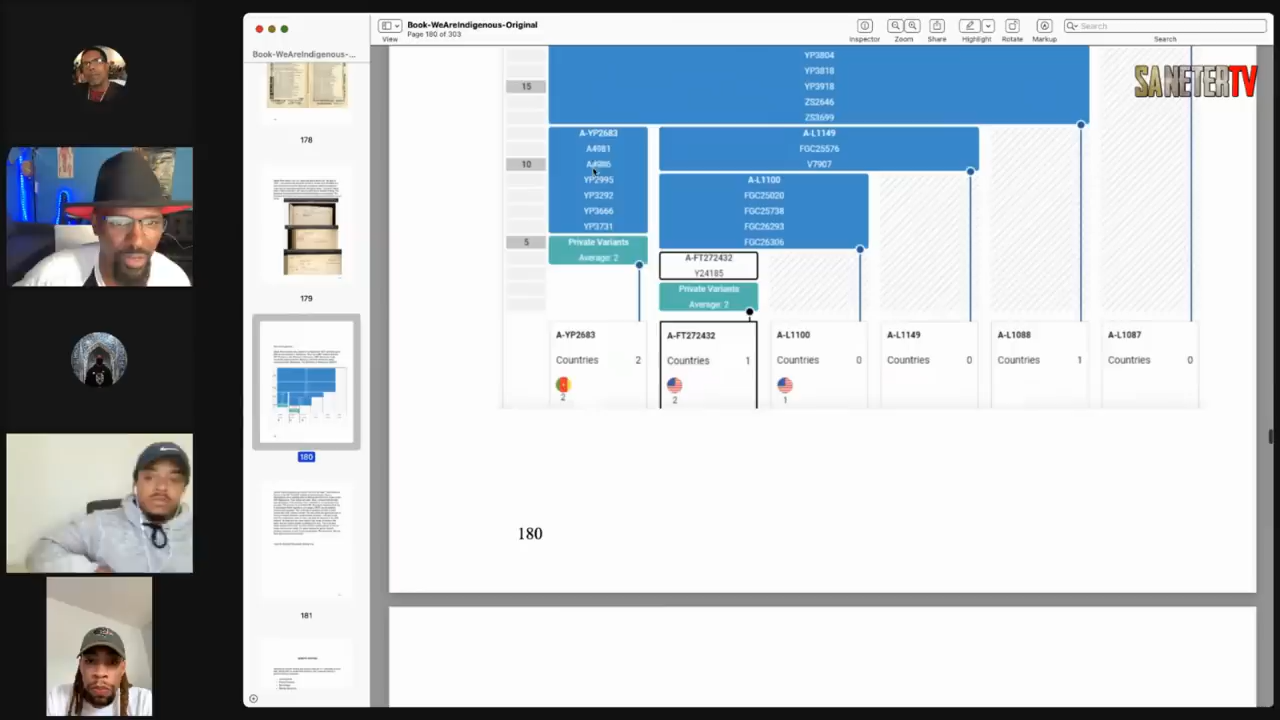 Book-WeAreIndigenous-Original
Page 180 of 303
View
Inspector
Zoom
Share
Highlight
Rotate
Markup
Search
Search
Book-WeAreIndigenous-...
178
179
180
181
SANETERTV
15
10
5
YP3804
YP3818
YP3918
ZS2646
ZS3699
A-YP2683
A4981
A4986
YP2995
YP3292
YP3666
YP3731
Private Variants
Average: 2
A-L1149
FGC25576
V7907
A-L1100
FGC25020
FGC25738
FGC26293
FGC26306
A-FT272432
Y24185
Private Variants
Average: 2
A-YP2683
Countries 2
2
A-FT272432
Countries 1
2
A-L1100
Countries 0
1
A-L1149
Countries 0
A-L1088
Countries 1
A-L1087
Countries 0
180